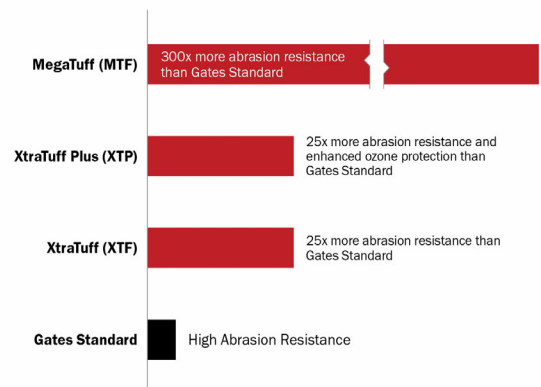 MegaTuff (MTF)
300x more abrasion resistance
than Gates Standard
XtraTuff Plus (XTP)
25x more abrasion resistance and
enhanced ozone protection than
Gates Standard
XtraTuff (XTF)
25x more abrasion resistance than
Gates Standard
Gates Standard
High Abrasion Resistance